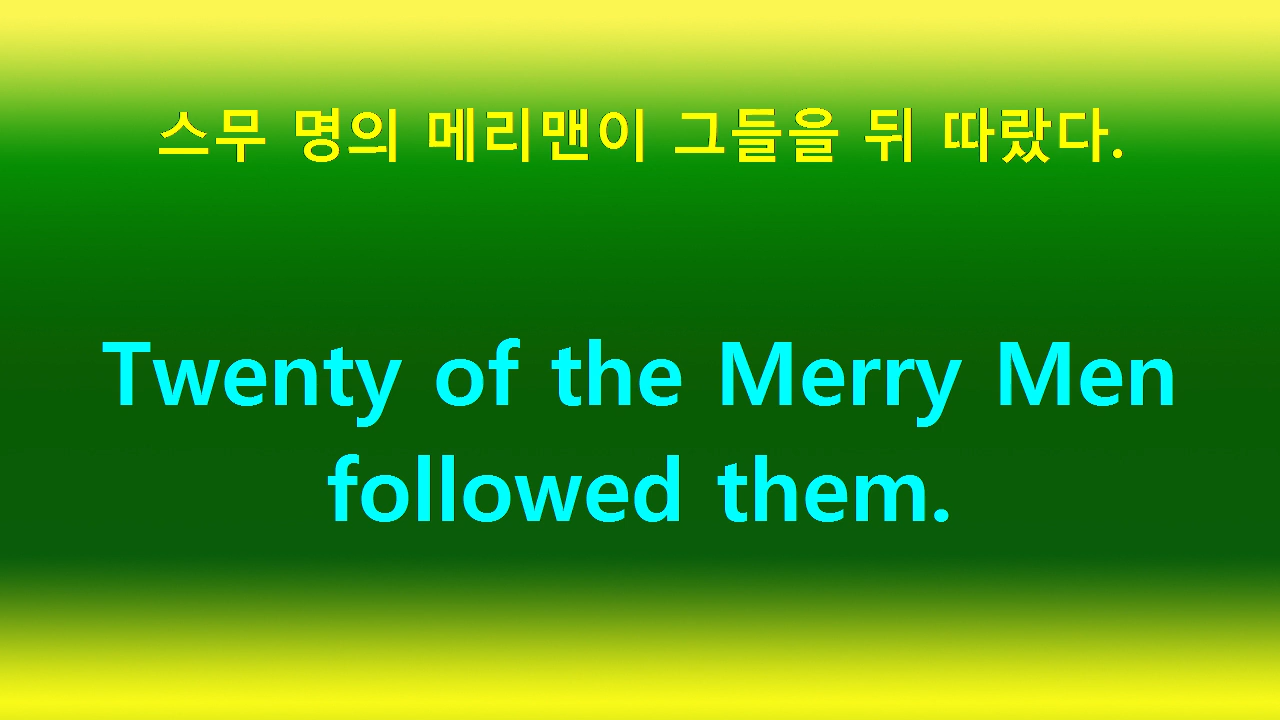 스무 명의 메리맨이 그들을 뒤 따랐다.
Twenty of the Merry Men
followed them.